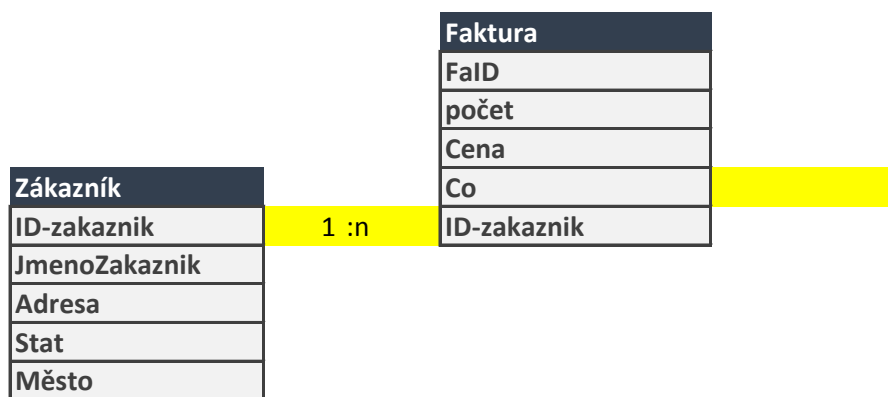 Faktura
FaID
počet
Cena
Co
ID-zakaznik
Zákazník
ID-zakaznik
1 :n
JmenoZakaznik
Adresa
Stat
Město